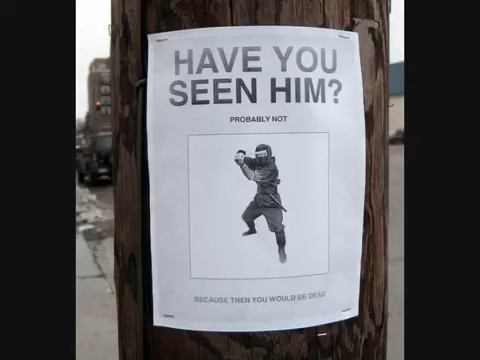 HAVE YOU
SEEN HIM?
PROBABLY NOT
BECAUSE THEN YOU WOULD BE DEAD